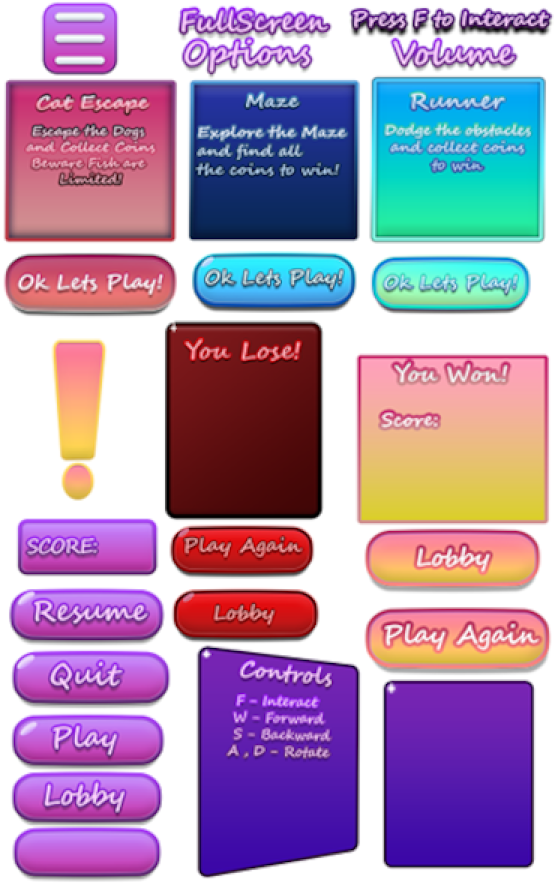 FullScreen
Options
Press F to Interact
Volume
Cat Escape
Escape the Dogs
and Collect Coins
Beware Fish are
Limited!
Maze
Explore the Maze
and find all
the coins to win!
Runner
Dodge the obstacles
and collect coins
to win
Ok Lets Play!
Ok Lets Play!
Ok Lets Play!
!
You Lose!
You Won!
Score:
SCORE:
Play Again
Lobby
Resume
Lobby
Play Again
Quit
Play
Lobby
Controls
F - Interact
W - Forward
S - Backward
A , D - Rotate